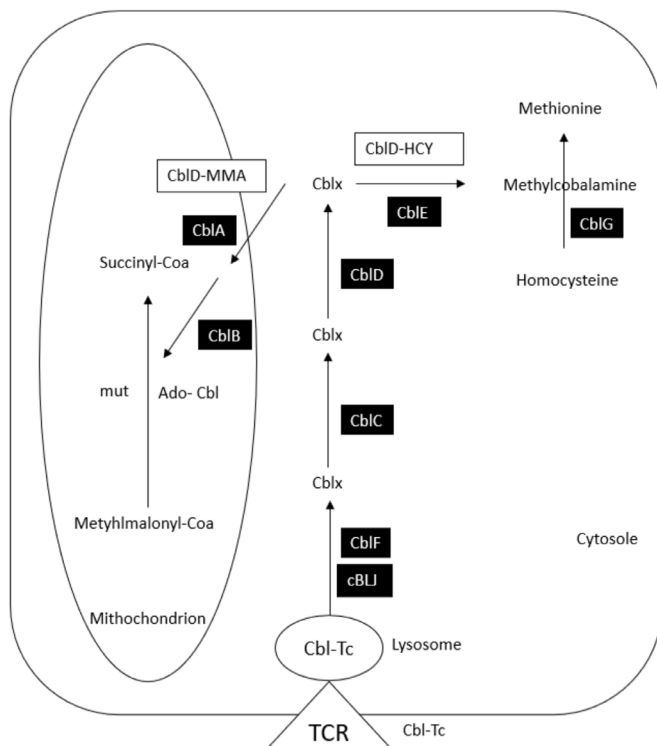 Methionine
CblD-HCY
CblD-MMA
Cblx
Methylcobalamine
CblE
CblG
CblA
Succinyl-Coa
CblD
Homocysteine
CblB
Cblx
mut
Ado- Cbl
CblC
Cblx
Metyhlmalonyl-Coa
CblF
Cytosole
cBLJ
Mithochondrion
Cbl-Tc
Lysosome
TCR
Cbl-Tc